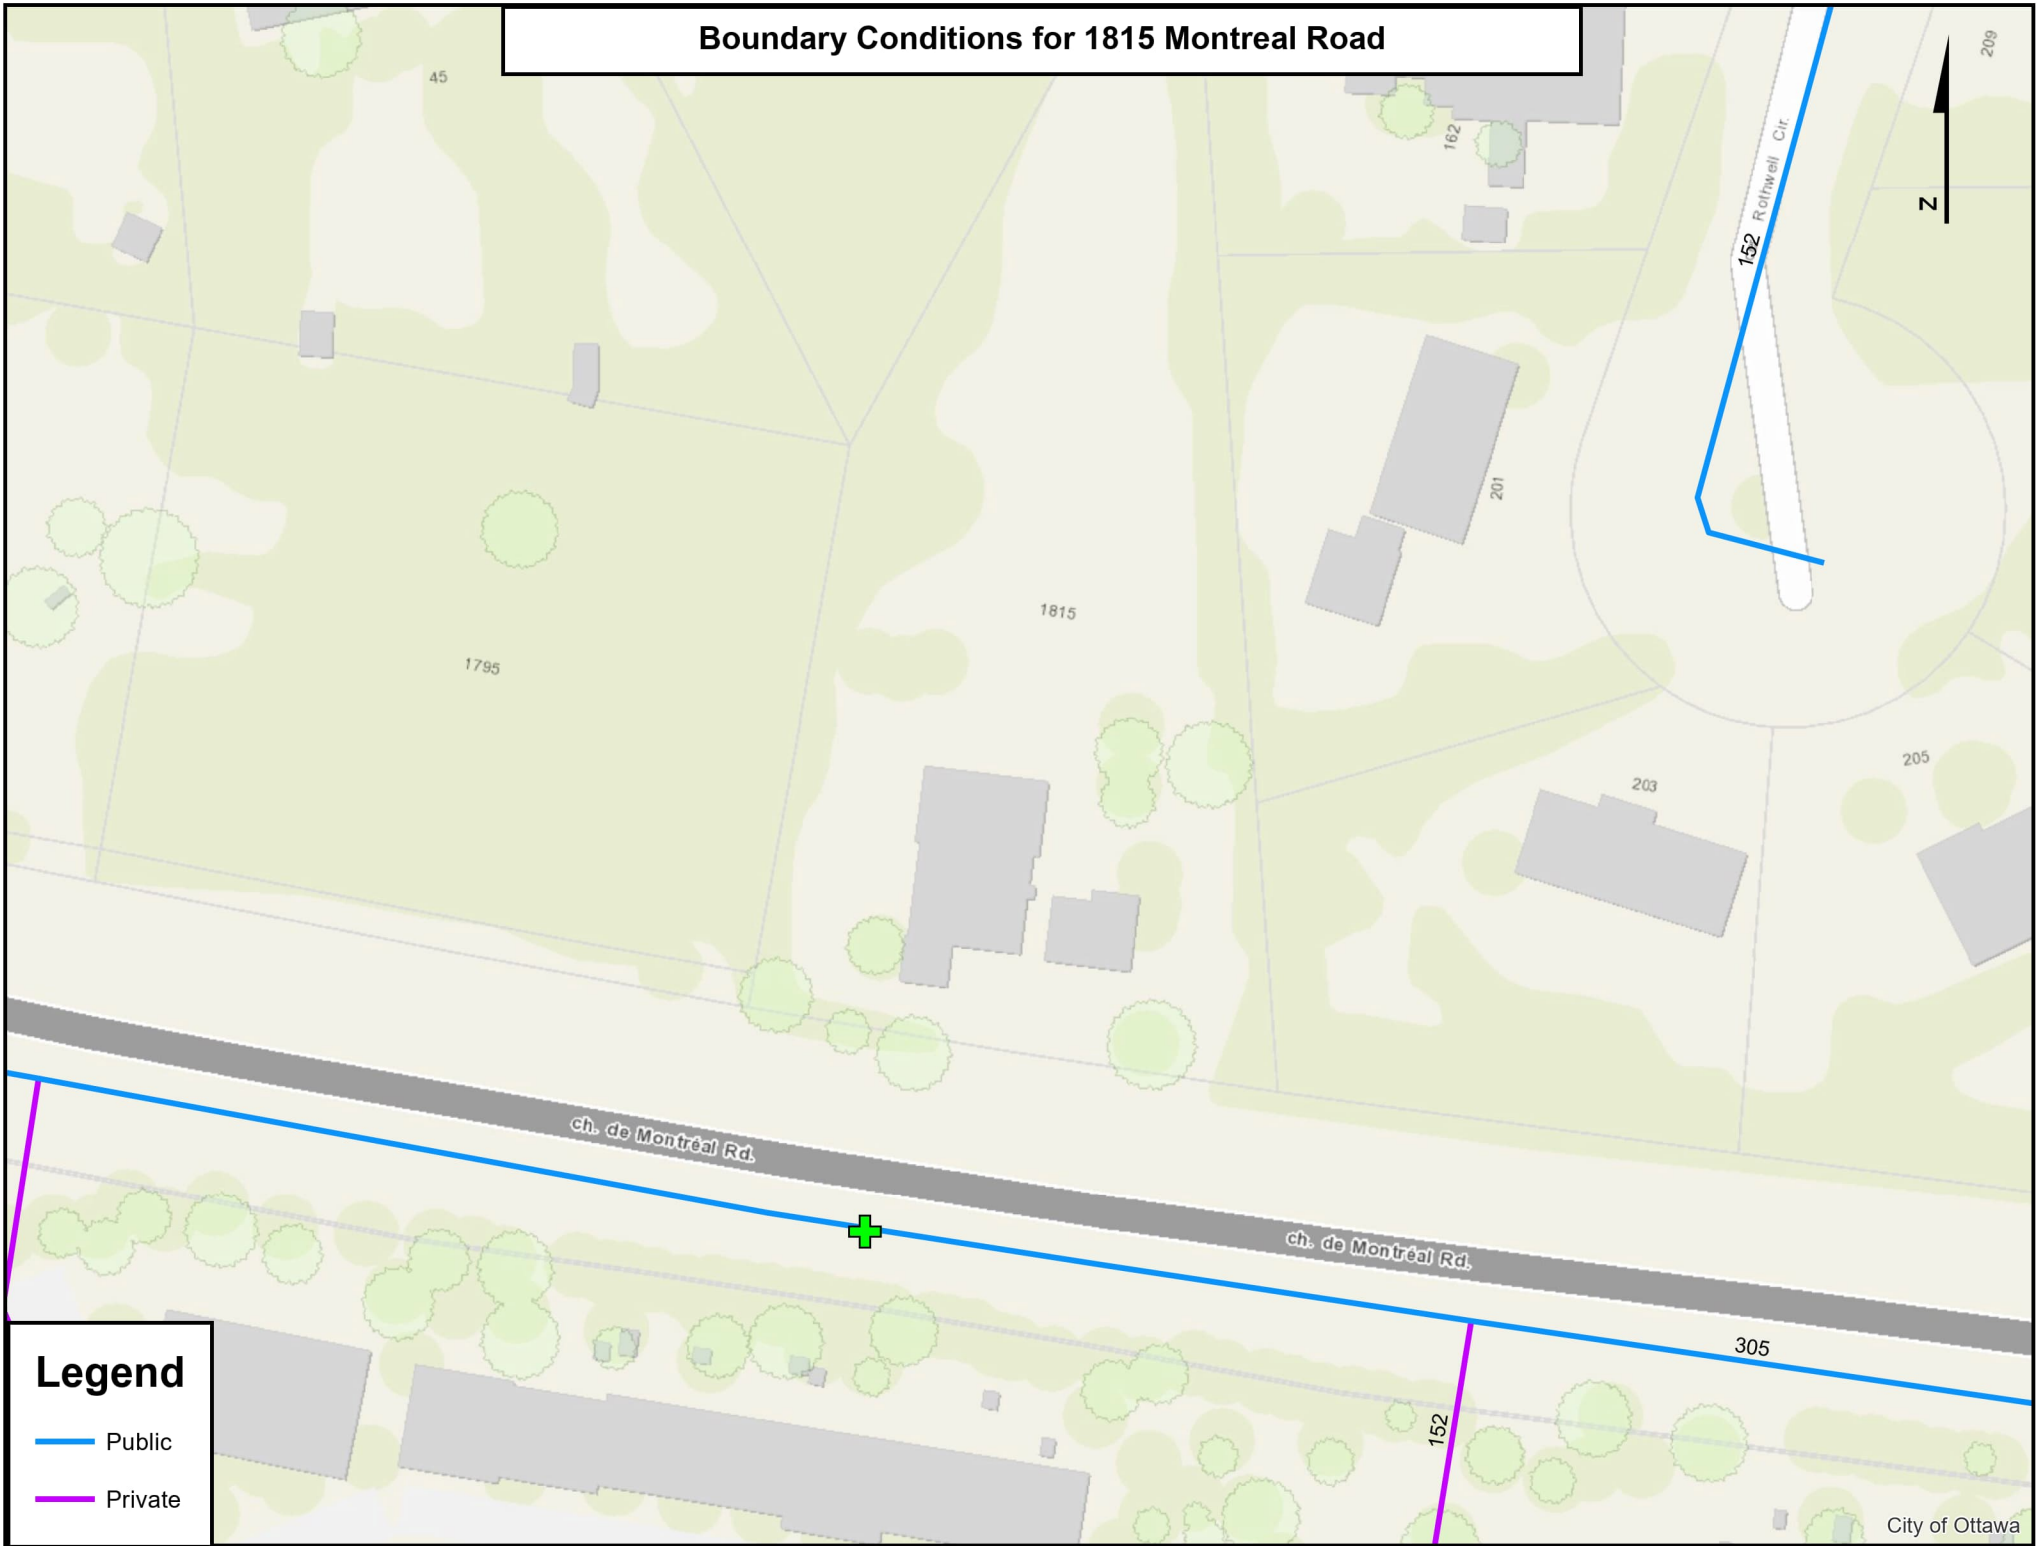 Boundary Conditions for 1815 Montreal Road
45
209
162
Rothwell Cir.
152
N
201
1815
1795
203
205
ch. de Montréal Rd.
ch. de Montréal Rd.
305
152
Legend
Public
Private
City of Ottawa